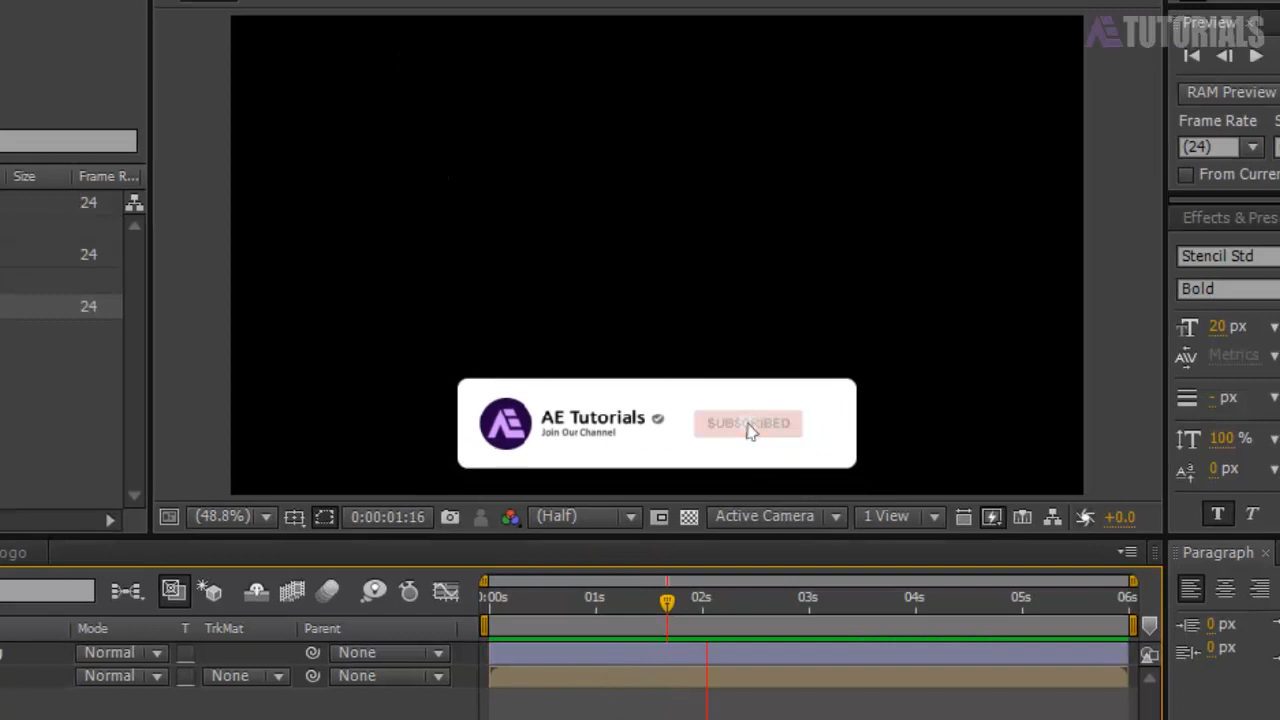 Preview
AE TUTORIALS
RAM Preview
Frame Rate
(24)
From Curre
Size
Frame R...
24
24
24
Effects & Pres
Stencil Std
Bold
20 px
Metrics
- px
100 %
0 px
AE Tutorials
Join Our Channel
SUBSCRIBED
(48.8%)
0:00:01:16
(Half)
Active Camera
1 View
+0.0
T T
ogo
Paragraph
0:00s
01s
02s
03s
04s
05s
06s
Mode
T
TrkMat
Parent
0 px
0 px
Normal
None
Normal
None
None